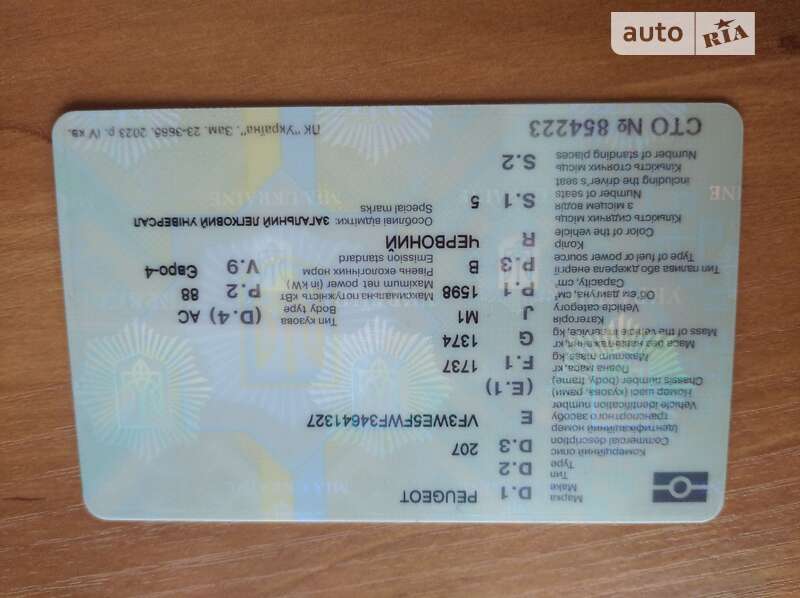 auto RIA
Марка
Make
D.1 PEUGEOT
Тип
Type
D.2
Комерційний опис
Commercial description
D.3 207
Ідентифікаційний номер
транспортного засобу
Vehicle identification number
E VF3WE5FWF34641327
Номер шасі (кузова, рами)
Chassis number (body, frame)
(E.1)
Повна маса, кг
Maximum mass, kg
F.1 1737
Маса без навантаження, кг
Mass of the vehicle in service, kg
G 1374
Категорія
Vehicle category
J M1
Тип кузова
Body type
(D.4) AC
Об'єм двигуна, см³
Capacity, cm³
P.1 1598
Максимальна потужність кВт
Maximum net power (in kW)
P.2 88
Тип палива або джерела енергії
Type of fuel or power source
P.3 B
Рівень екологічних норм
Emission standard
V.9 Євро-4
Колір
Color of the vehicle
R ЧЕРВОНИЙ
Кількість сидячих місць
з місцем водія
Number of seats
including the driver's seat
S.1 5
Особливі відмітки: ЗАГАЛЬНИЙ ЛЕГКОВИЙ УНІВЕРСАЛ
Special marks
Кількість стоячих місць
Number of standing places
S.2
СТО № 854223
ПК "Україна". Зам. 23-3685. 2023 р. IV кв.